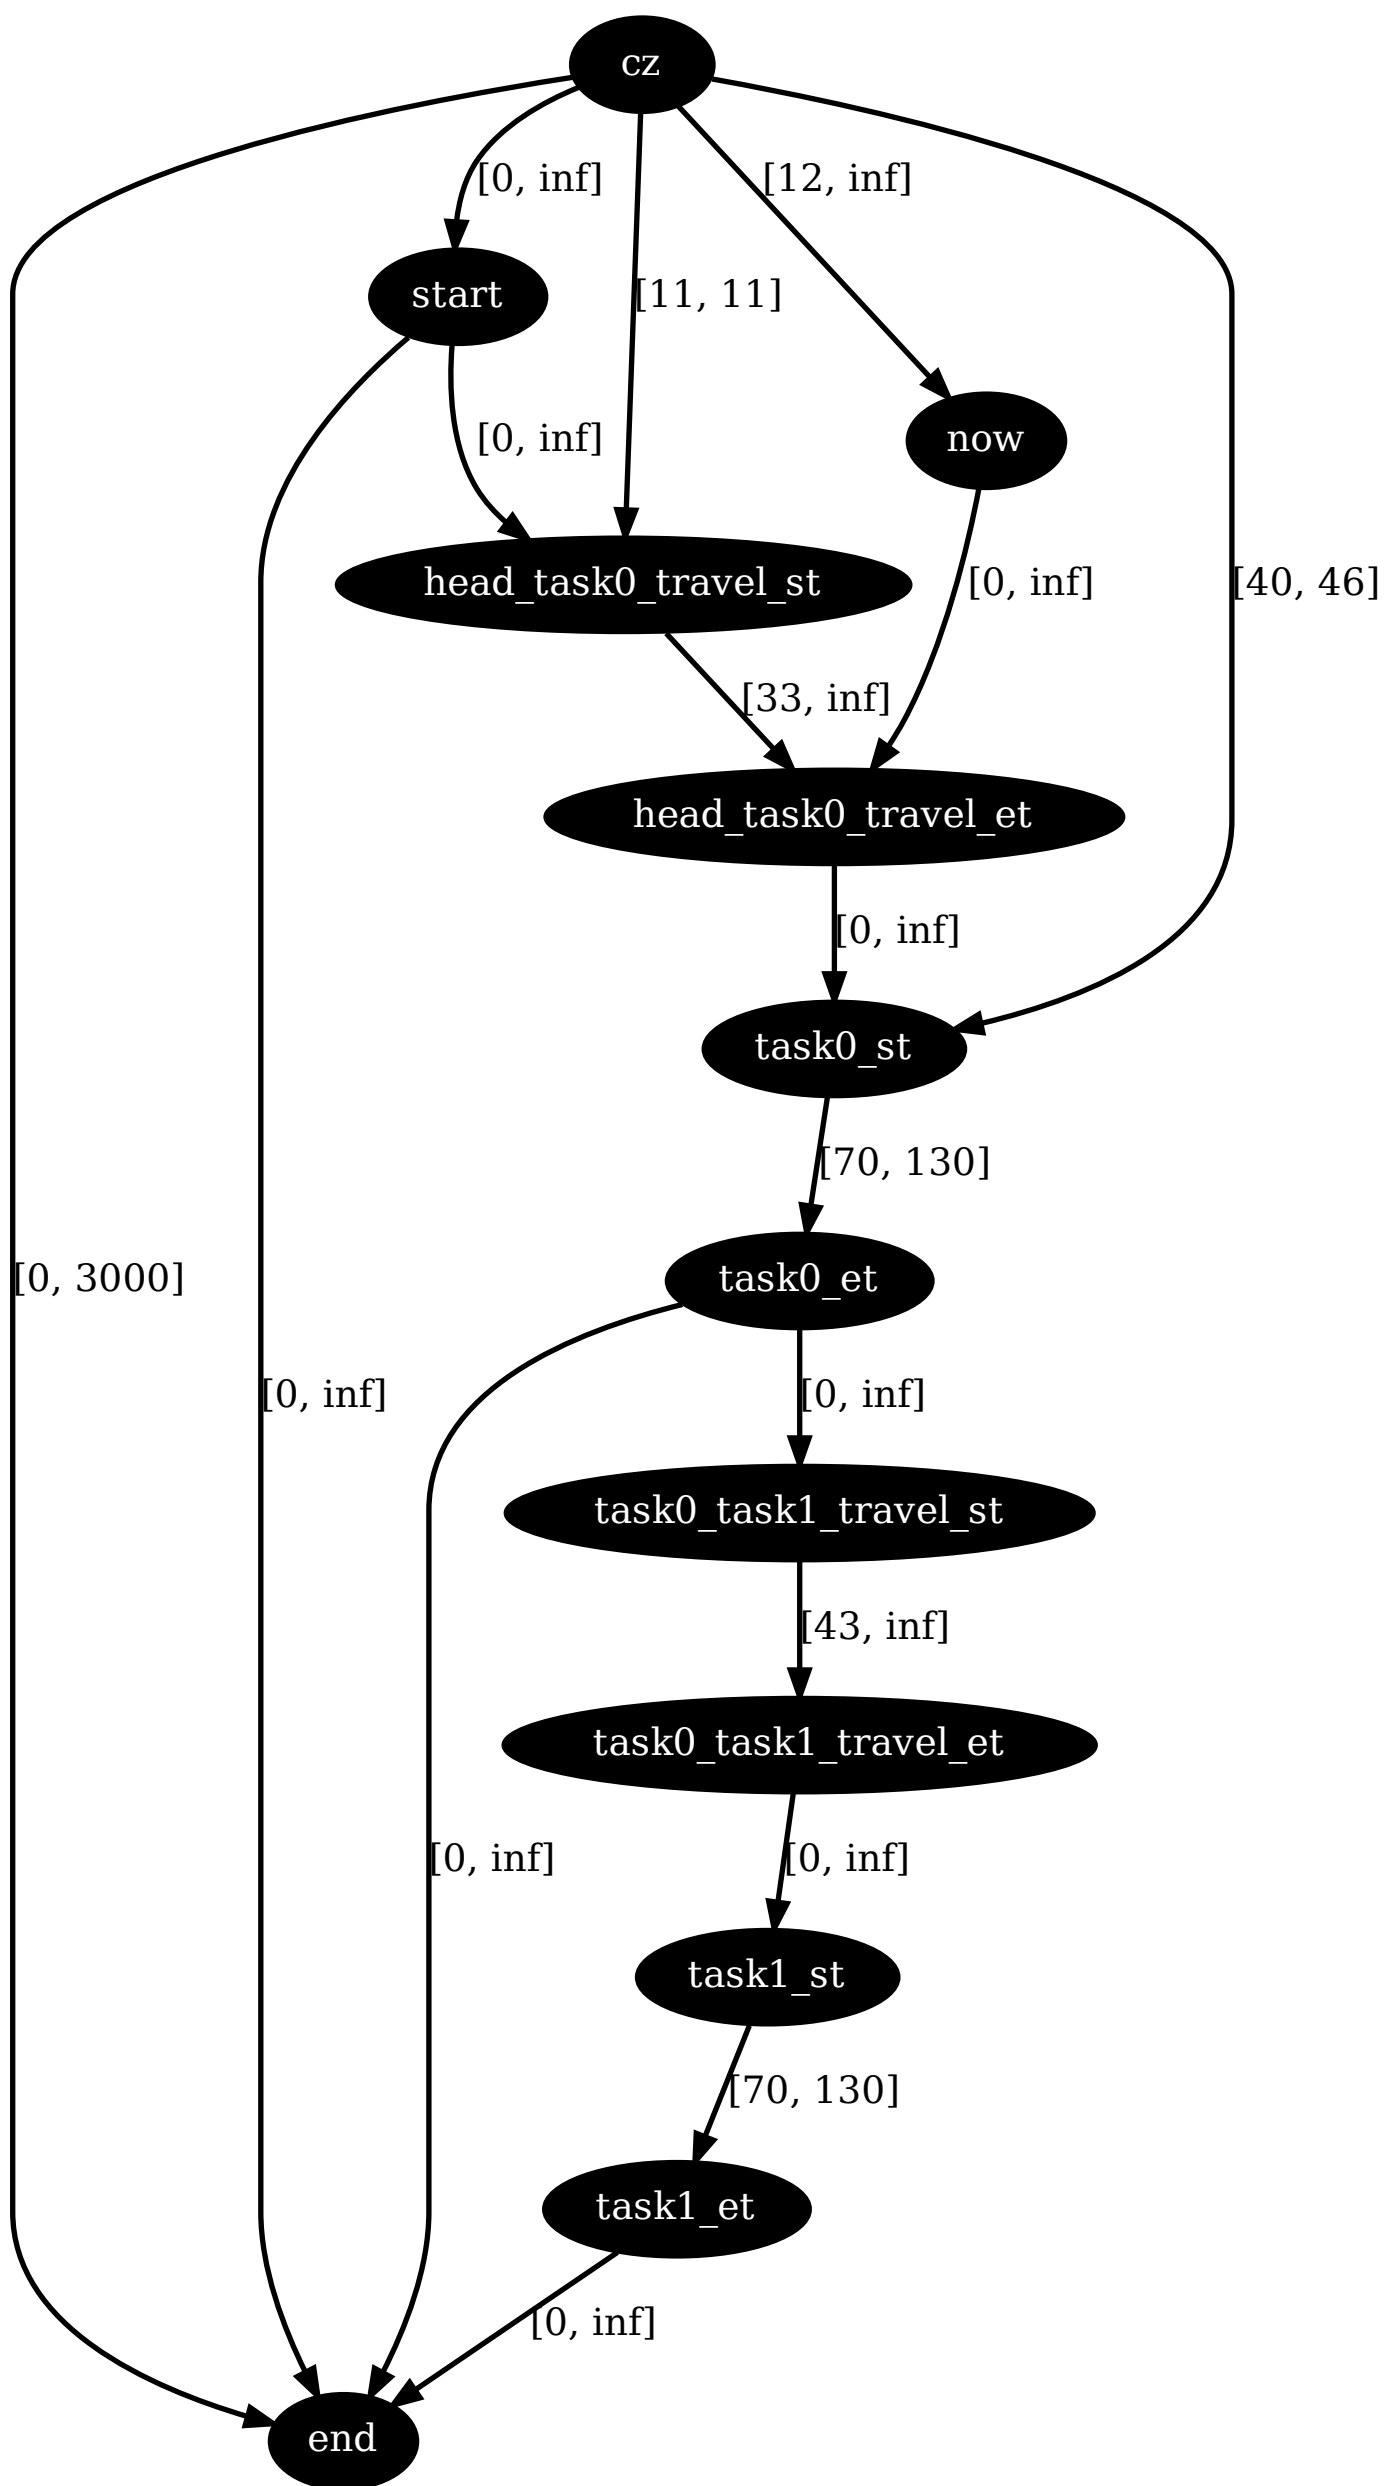 cz
[0, inf]
[12, inf]
start
[11, 11]
now
[0, inf]
head_task0_travel_st
[0, inf]
[40, 46]
[33, inf]
head_task0_travel_et
[0, inf]
task0_st
[70, 130]
task0_et
[0, 3000]
[0, inf]
[0, inf]
task0_task1_travel_st
[43, inf]
task0_task1_travel_et
[0, inf]
[0, inf]
task1_st
[70, 130]
task1_et
[0, inf]
end